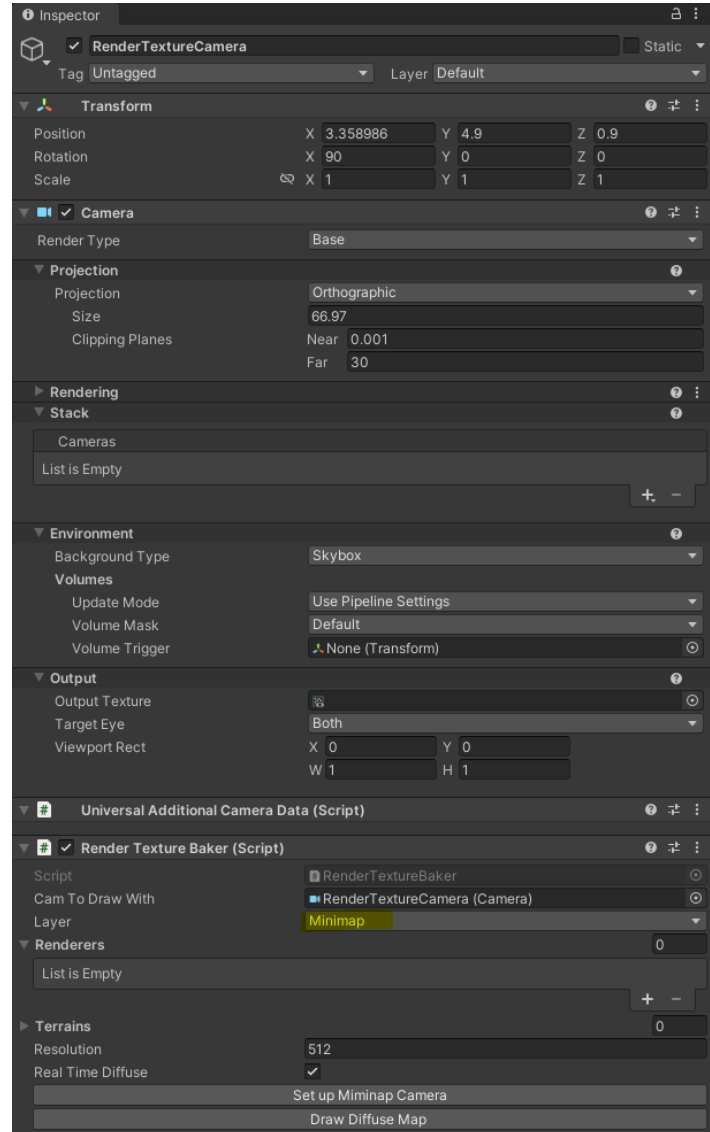 Inspector
RenderTextureCamera Static
Tag Untagged Layer Default
Transform
Position X 3.358986 Y 4.9 Z 0.9
Rotation X 90 Y 0 Z 0
Scale X 1 Y 1 Z 1
Camera
Render Type Base
Projection
Projection Orthographic
Size 66.97
Clipping Planes Near 0.001
Far 30
Rendering
Stack
Cameras
List is Empty
Environment
Background Type Skybox
Volumes
Update Mode Use Pipeline Settings
Volume Mask Default
Volume Trigger None (Transform)
Output
Output Texture
Target Eye Both
Viewport Rect X 0 Y 0
W 1 H 1
# Universal Additional Camera Data (Script)
# Render Texture Baker (Script)
Script RenderTextureBaker
Cam To Draw With RenderTextureCamera (Camera)
Layer Minimap
Renderers 0
List is Empty
Terrains 0
Resolution 512
Real Time Diffuse
Set up Miminap Camera
Draw Diffuse Map